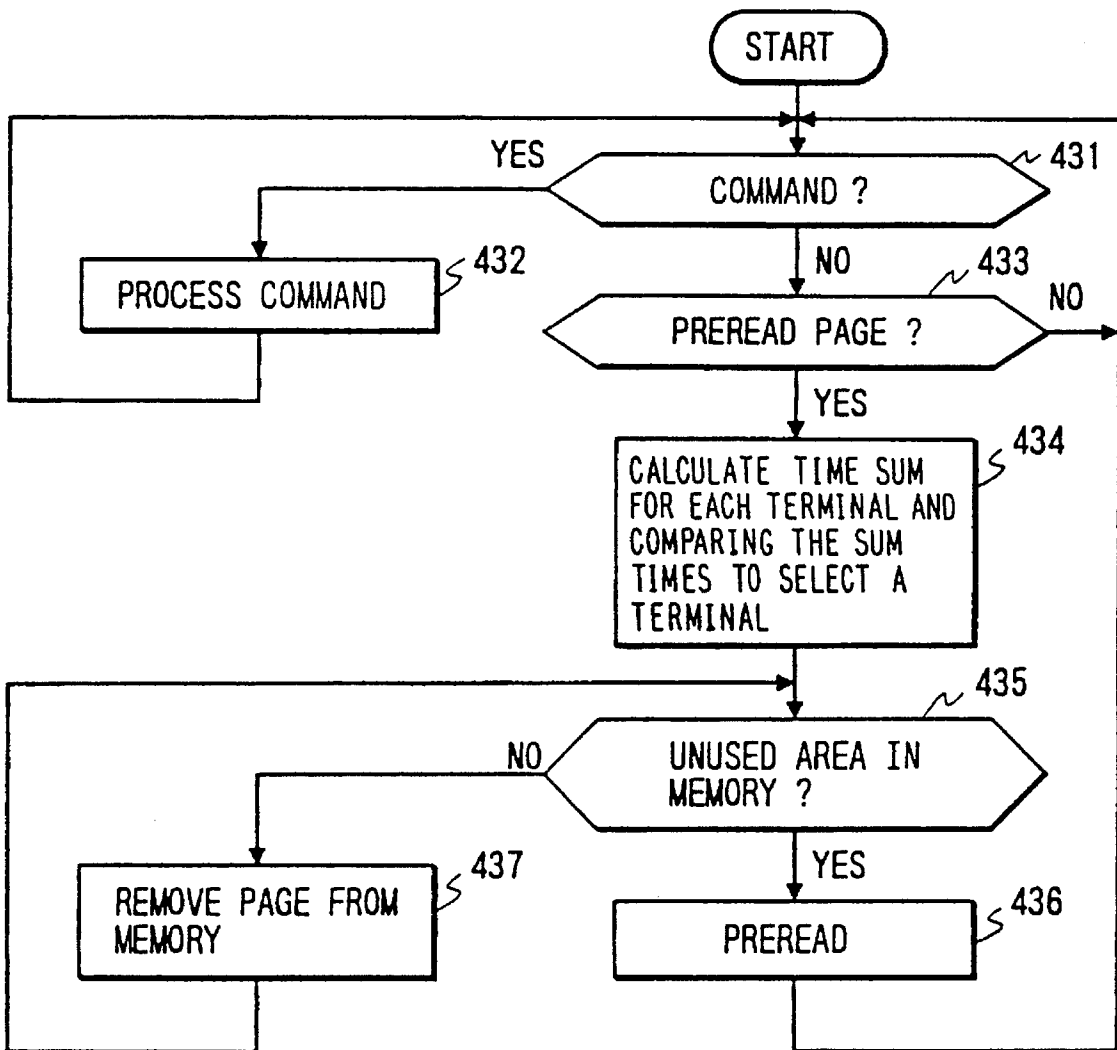 START
YES
431
COMMAND ?
NO
432
433
NO
PROCESS COMMAND
PREREAD PAGE ?
YES
434
CALCULATE TIME SUM
FOR EACH TERMINAL AND
COMPARING THE SUM
TIMES TO SELECT A
TERMINAL
435
NO
UNUSED AREA IN
MEMORY ?
YES
437
436
REMOVE PAGE FROM
MEMORY
PREREAD